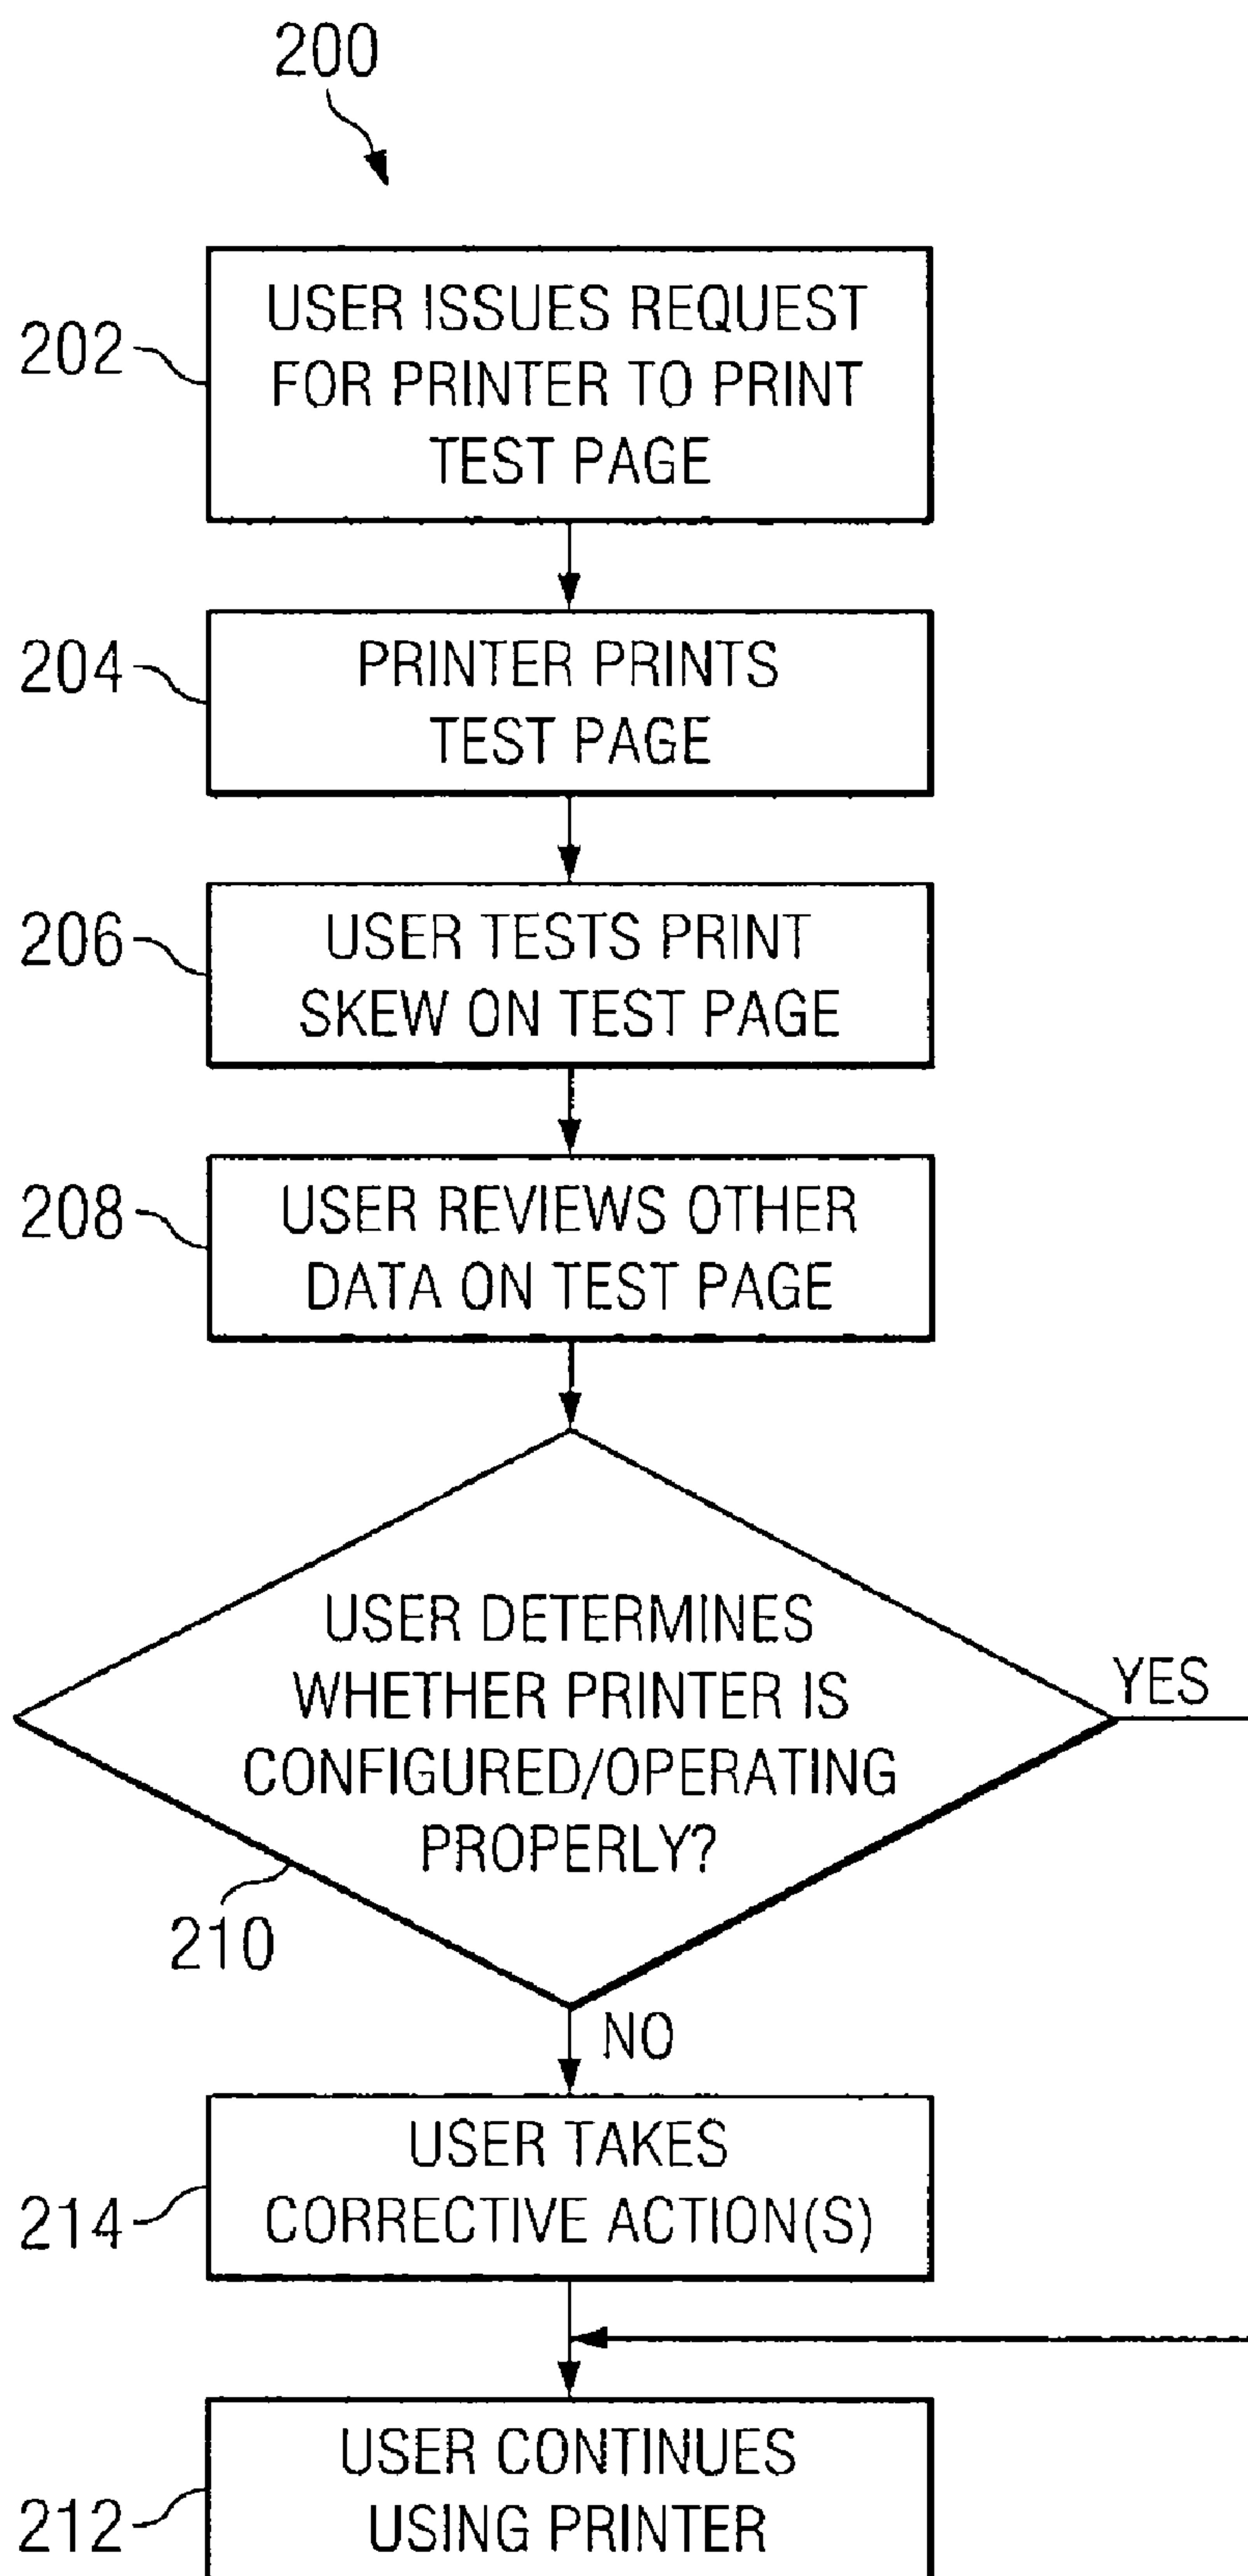 200
202
USER ISSUES REQUEST
FOR PRINTER TO PRINT
TEST PAGE
204
PRINTER PRINTS
TEST PAGE
206
USER TESTS PRINT
SKEW ON TEST PAGE
208
USER REVIEWS OTHER
DATA ON TEST PAGE
USER DETERMINES
WHETHER PRINTER IS
CONFIGURED/OPERATING
PROPERLY?
YES
210
NO
214
USER TAKES
CORRECTIVE ACTION(S)
212
USER CONTINUES
USING PRINTER